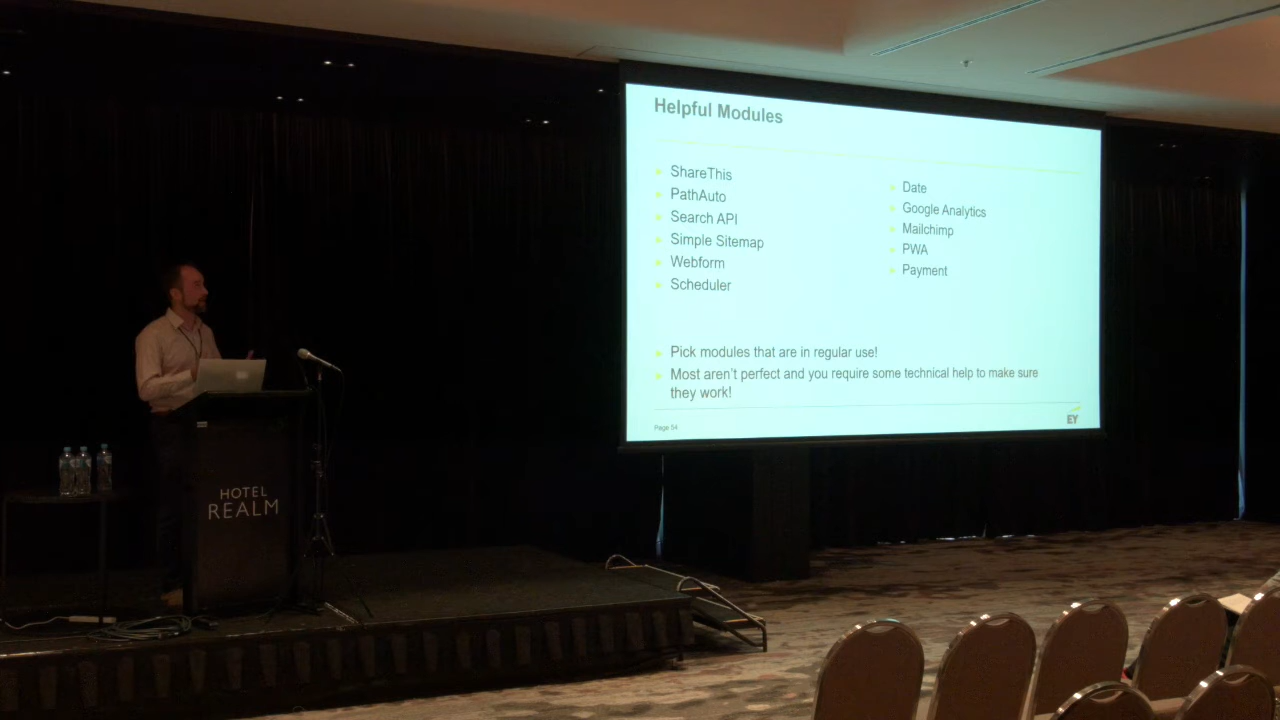 Helpful Modules
ShareThis
PathAuto
Search API
Simple Sitemap
Webform
Scheduler
Date
Google Analytics
Mailchimp
PWA
Payment
Pick modules that are in regular use!
Most aren't perfect and you require some technical help to make sure
they work!
Page 54
EY
HOTEL
REALM